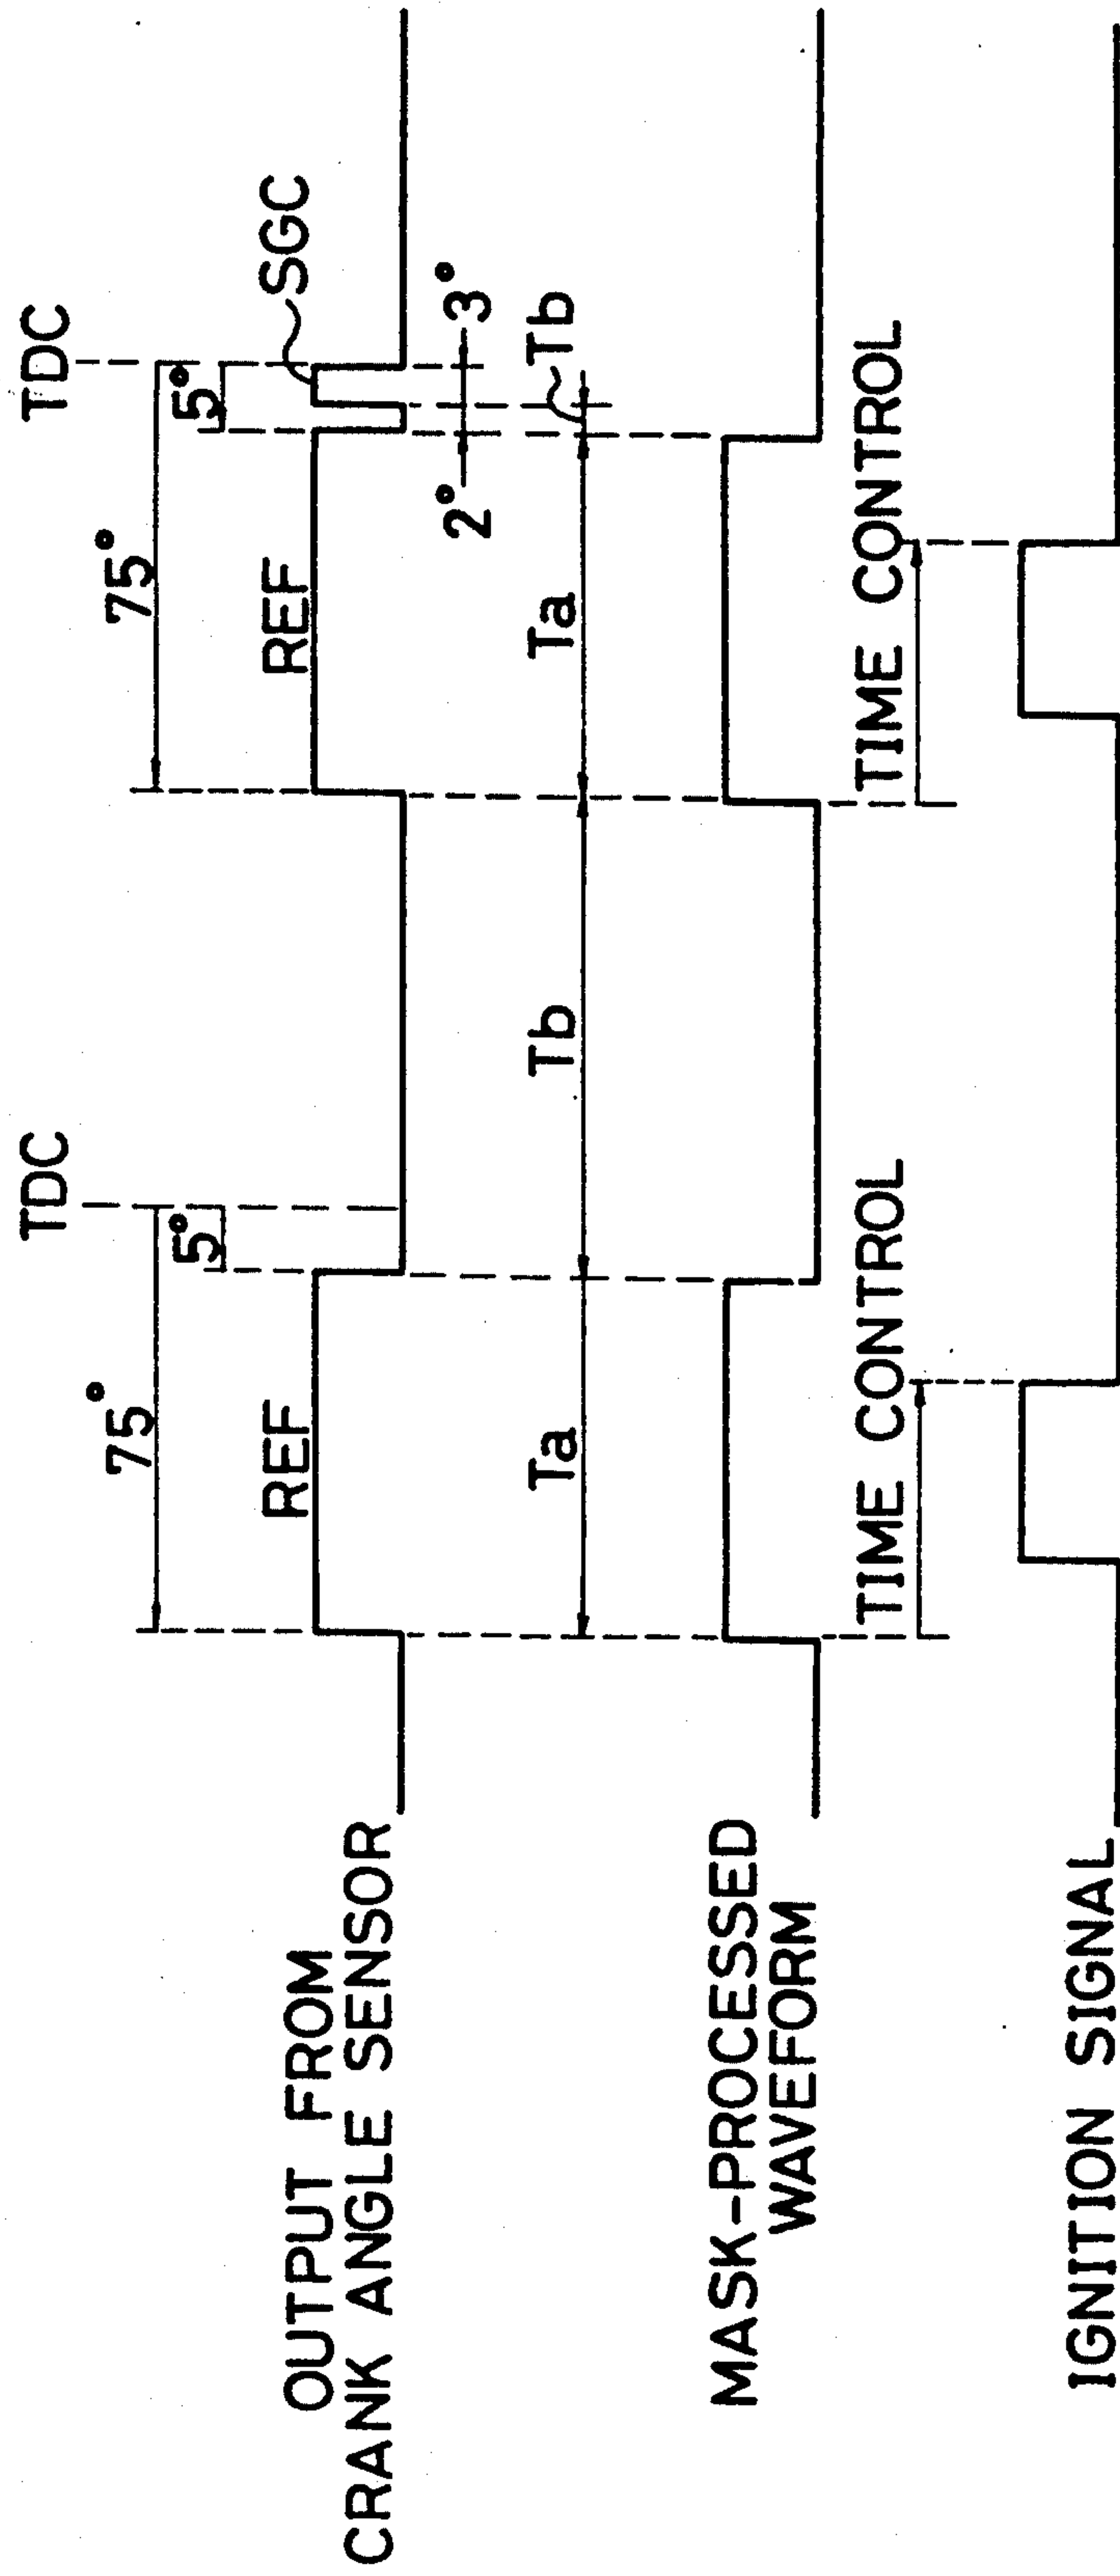 TDC
TDC
75°
75°
5°
5°
OUTPUT FROM
CRANK ANGLE SENSOR
REF
REF
SGC
2°
3°
Ta
Tb
Ta
Tb
MASK-PROCESSED
WAVEFORM
TIME CONTROL
TIME CONTROL
IGNITION SIGNAL